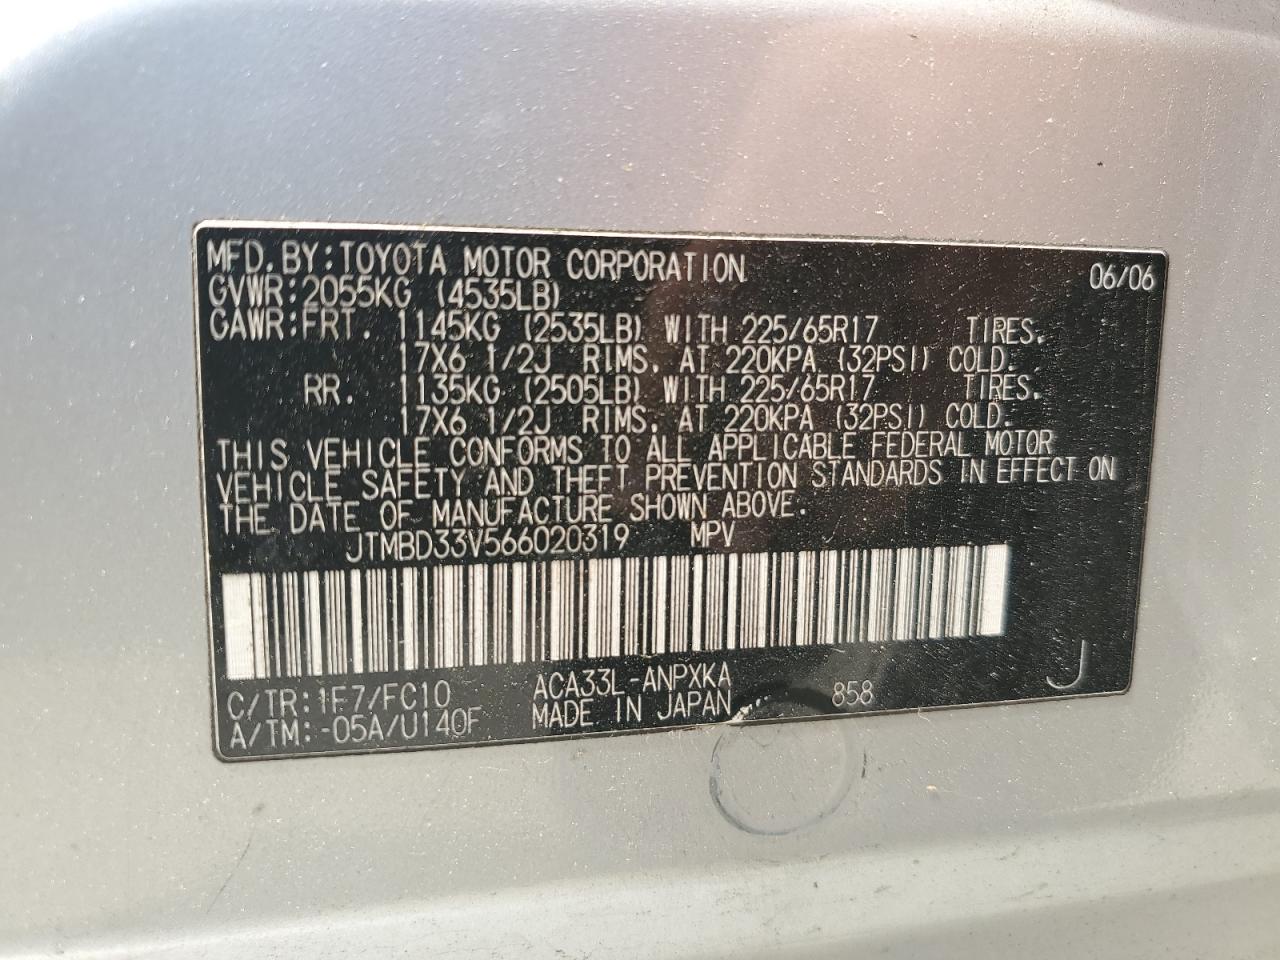 MFD. BY: TOYOTA MOTOR CORPORATION 06/06
GVWR: 2055KG (4535LB)
GAWR: FRT. 1145KG (2535LB) WITH 225/65R17 TIRES.
17X6 1/2J RIMS, AT 220KPA (32PSI) COLD.
RR. 1135KG (2505LB) WITH 225/65R17 TIRES.
17X6 1/2J RIMS, AT 220KPA (32PSI) COLD.
THIS VEHICLE CONFORMS TO ALL APPLICABLE FEDERAL MOTOR
VEHICLE SAFETY AND THEFT PREVENTION STANDARDS IN EFFECT ON
THE DATE OF MANUFACTURE SHOWN ABOVE.
JTMBD33V566020319 MPV
C/TR: 1F7/FC10 ACA33L-ANPXKA
A/TM: -05A/U140F MADE IN JAPAN 858 J